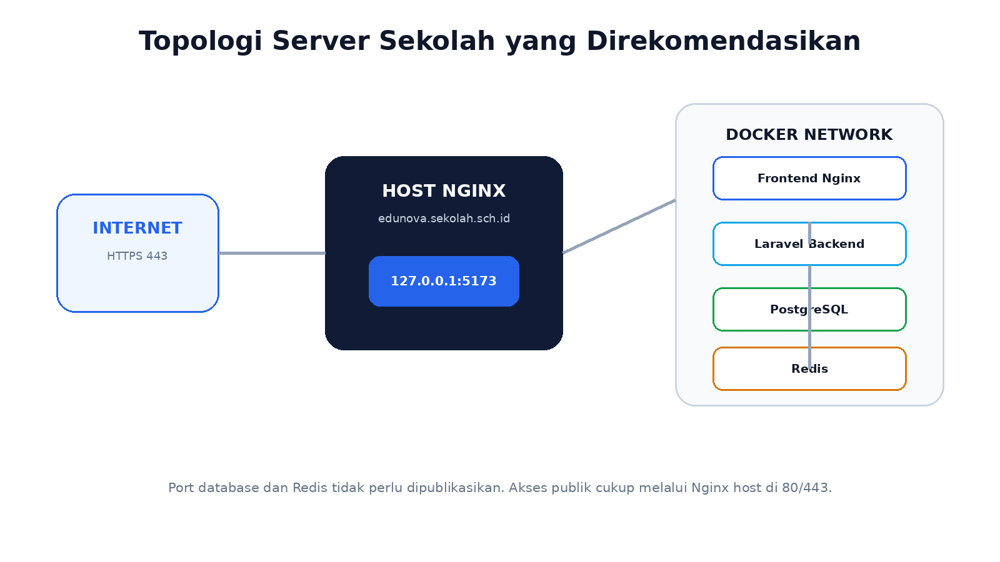 Topologi Server Sekolah yang Direkomendasikan
INTERNET
HTTPS 443
HOST NGINX
edunova.sekolah.sch.id
127.0.0.1:5173
DOCKER NETWORK
Frontend Nginx
Laravel Backend
PostgreSQL
Redis
Port database dan Redis tidak perlu dipublikasikan. Akses publik cukup melalui Nginx host di 80/443.